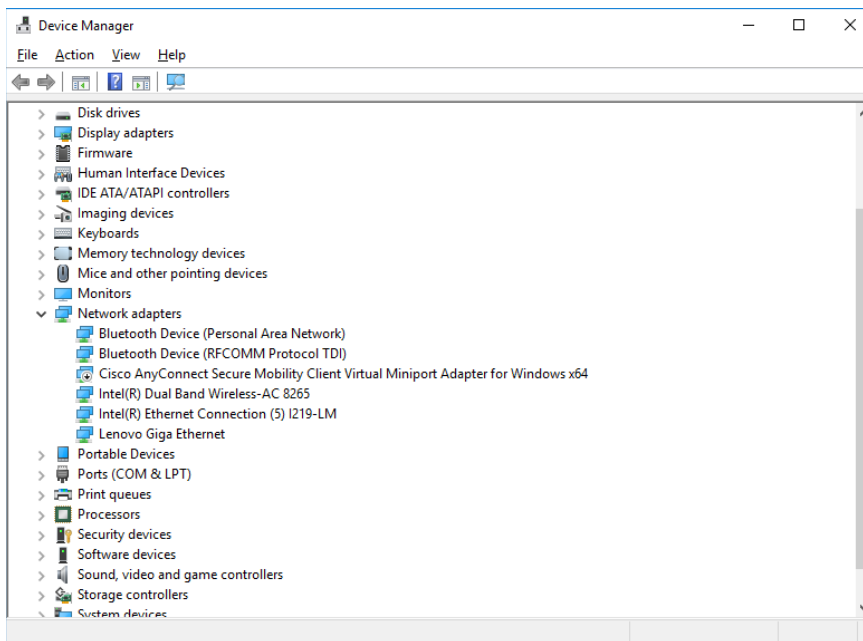 Device Manager
File Action View Help
Disk drives
Display adapters
Firmware
Human Interface Devices
IDE ATA/ATAPI controllers
Imaging devices
Keyboards
Memory technology devices
Mice and other pointing devices
Monitors
Network adapters
Bluetooth Device (Personal Area Network)
Bluetooth Device (RFCOMM Protocol TDI)
Cisco AnyConnect Secure Mobility Client Virtual Miniport Adapter for Windows x64
Intel(R) Dual Band Wireless-AC 8265
Intel(R) Ethernet Connection (5) I219-LM
Lenovo Giga Ethernet
Portable Devices
Ports (COM & LPT)
Print queues
Processors
Security devices
Software devices
Sound, video and game controllers
Storage controllers
System devices